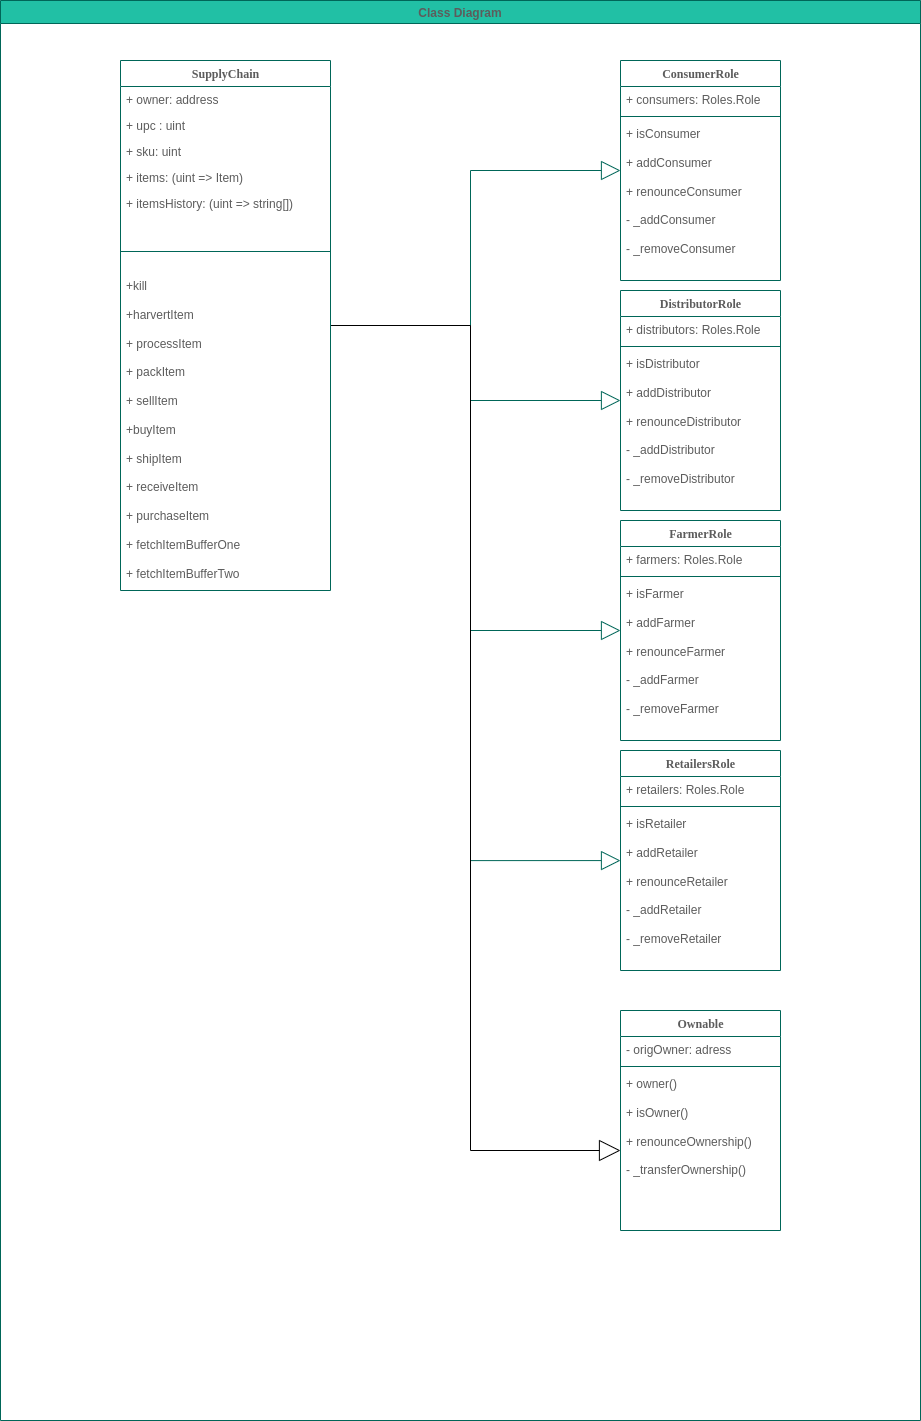 Class Diagram
SupplyChain
+ owner: address
+ upc : uint
+ sku: uint
+ items: (uint => Item)
+ itemsHistory: (uint => string[])
+kill
+harvertItem
+ processItem
+ packItem
+ sellItem
+buyItem
+ shipItem
+ receiveItem
+ purchaseItem
+ fetchItemBufferOne
+ fetchItemBufferTwo
ConsumerRole
+ consumers: Roles.Role
+ isConsumer
+ addConsumer
+ renounceConsumer
- _addConsumer
- _removeConsumer
DistributorRole
+ distributors: Roles.Role
+ isDistributor
+ addDistributor
+ renounceDistributor
- _addDistributor
- _removeDistributor
FarmerRole
+ farmers: Roles.Role
+ isFarmer
+ addFarmer
+ renounceFarmer
- _addFarmer
- _removeFarmer
RetailersRole
+ retailers: Roles.Role
+ isRetailer
+ addRetailer
+ renounceRetailer
- _addRetailer
- _removeRetailer
Ownable
- origOwner: adress
+ owner()
+ isOwner()
+ renounceOwnership()
- _transferOwnership()